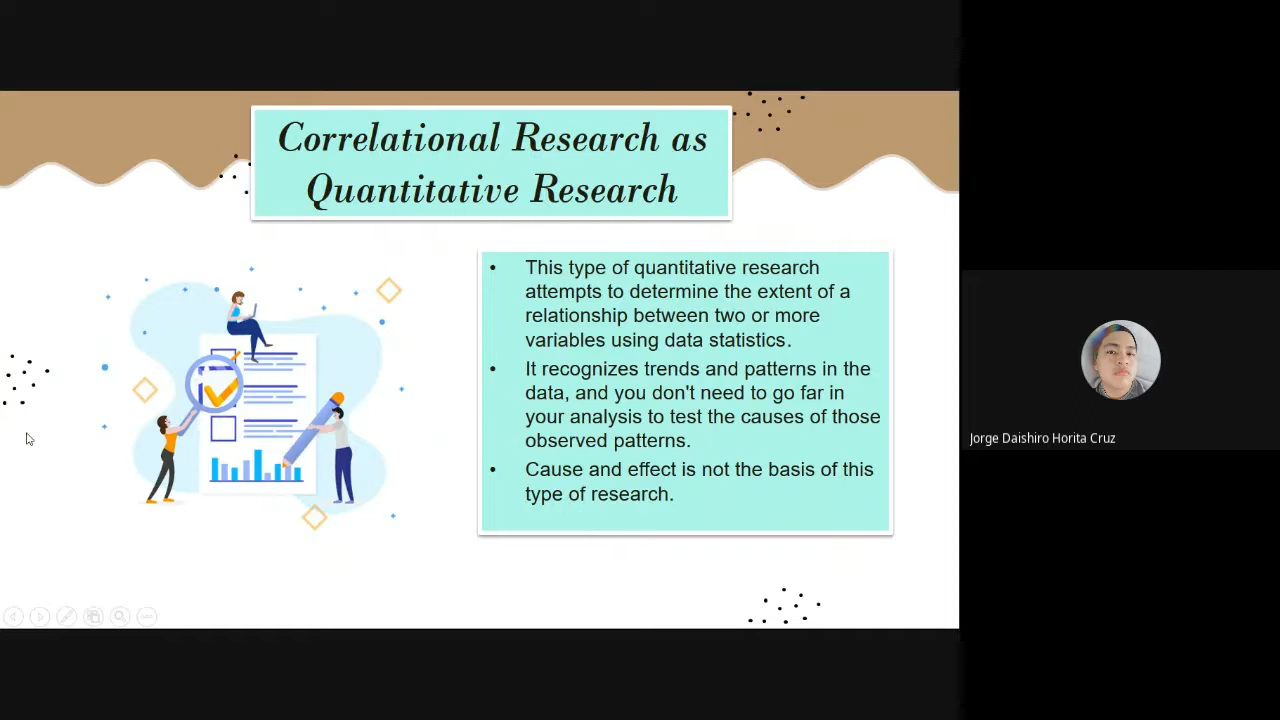 Correlational Research as
Quantitative Research
• This type of quantitative research
attempts to determine the extent of a
relationship between two or more
variables using data statistics.
• It recognizes trends and patterns in the
data, and you don't need to go far in
your analysis to test the causes of those
observed patterns.
• Cause and effect is not the basis of this
type of research.
Jorge Daishiro Horita Cruz